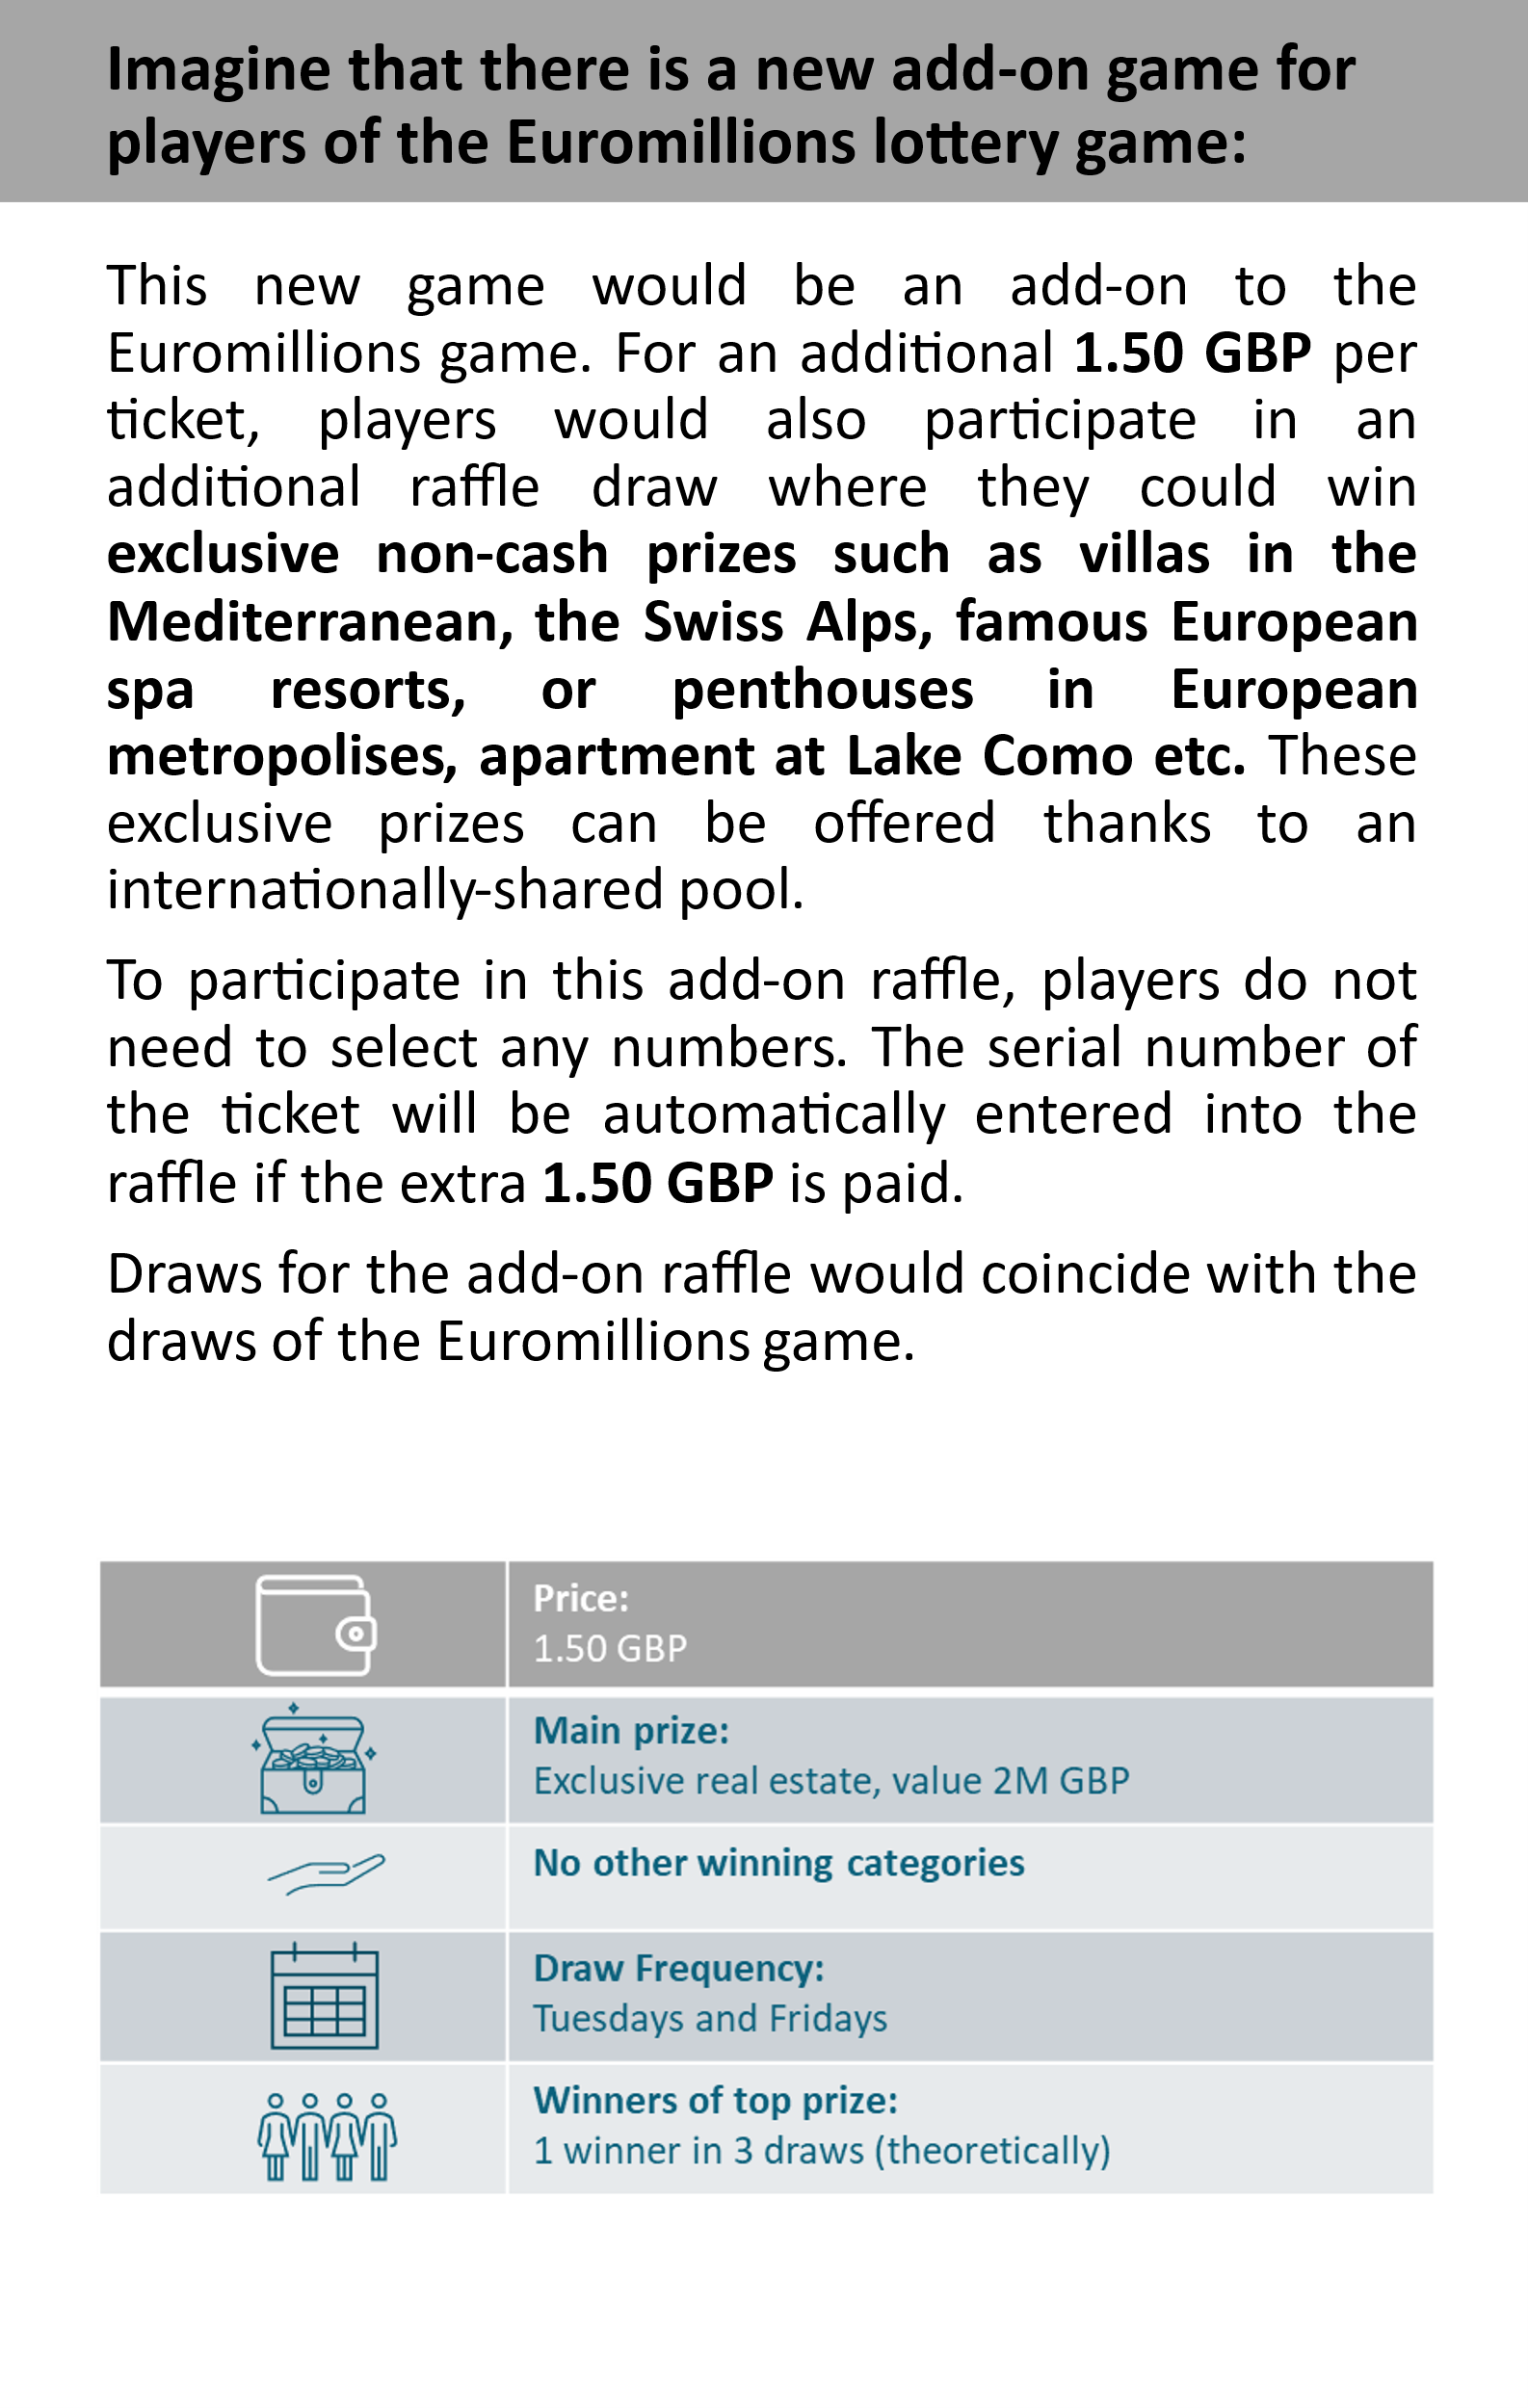 Imagine that there is a new add-on game for
players of the Euromillions lottery game:
This new game would be an add-on to the
Euromillions game. For an additional 1.50 GBP per
ticket, players would also participate in an
additional raffle draw where they could win
exclusive non-cash prizes such as villas in the
Mediterranean, the Swiss Alps, famous European
spa resorts, or penthouses in European
metropolises, apartment at Lake Como etc. These
exclusive prizes can be offered thanks to an
internationally-shared pool.
To participate in this add-on raffle, players do not
need to select any numbers. The serial number of
the ticket will be automatically entered into the
raffle if the extra 1.50 GBP is paid.
Draws for the add-on raffle would coincide with the
draws of the Euromillions game.
Price:
1.50 GBP
Main prize:
Exclusive real estate, value 2M GBP
No other winning categories
Draw Frequency:
Tuesdays and Fridays
Winners of top prize:
1 winner in 3 draws (theoretically)